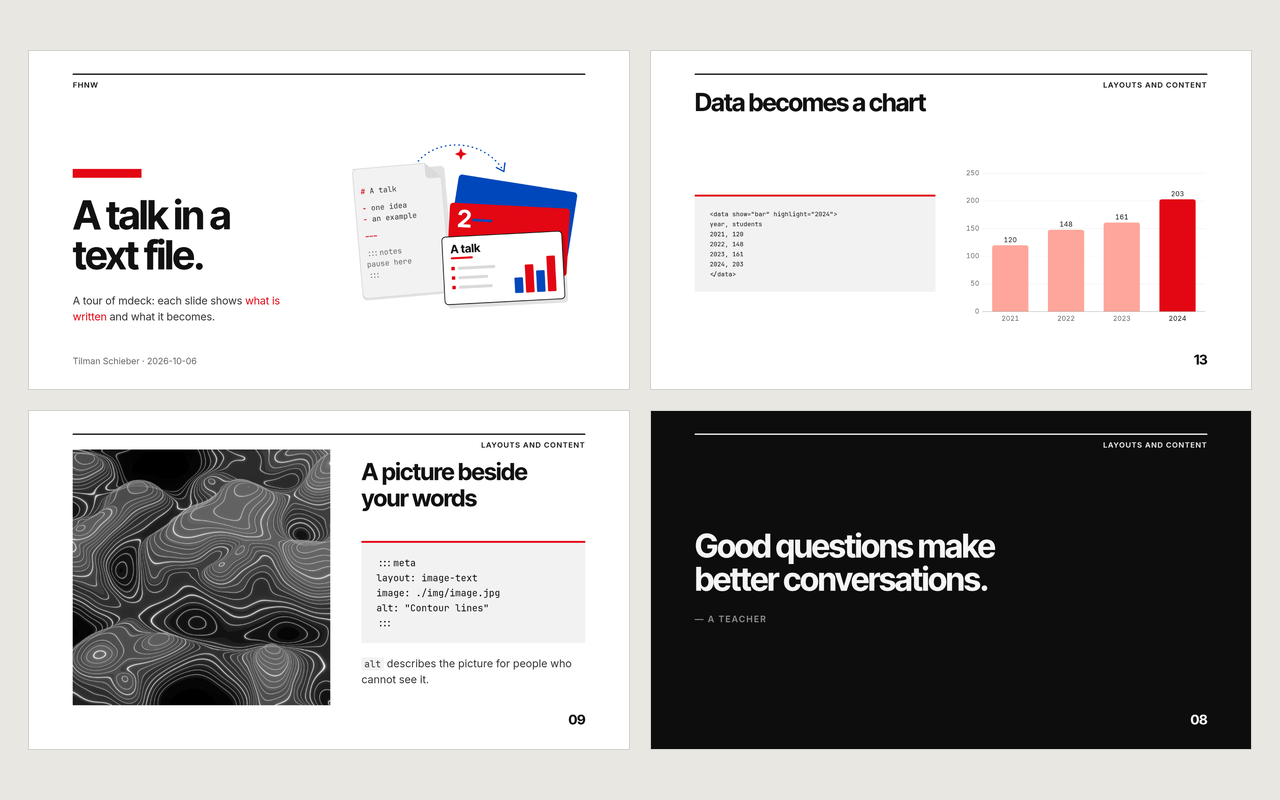 FHNW
A talk in a
text file.
A tour of mdeck: each slide shows what is
written and what it becomes.
Tilman Schieber · 2026-10-06
# A talk
- one idea
- an example
---
:::notes
pause here
:::
2
A talk
LAYOUTS AND CONTENT
Data becomes a chart
<data show="bar" highlight="2024">
year, students
2021, 120
2022, 148
2023, 161
2024, 203
</data>
250
200
150
100
50
0
120
148
161
203
2021
2022
2023
2024
13
LAYOUTS AND CONTENT
A picture beside
your words
:::meta
layout: image-text
image: ./img/image.jpg
alt: "Contour lines"
:::
alt describes the picture for people who
cannot see it.
09
LAYOUTS AND CONTENT
Good questions make
better conversations.
— A TEACHER
08